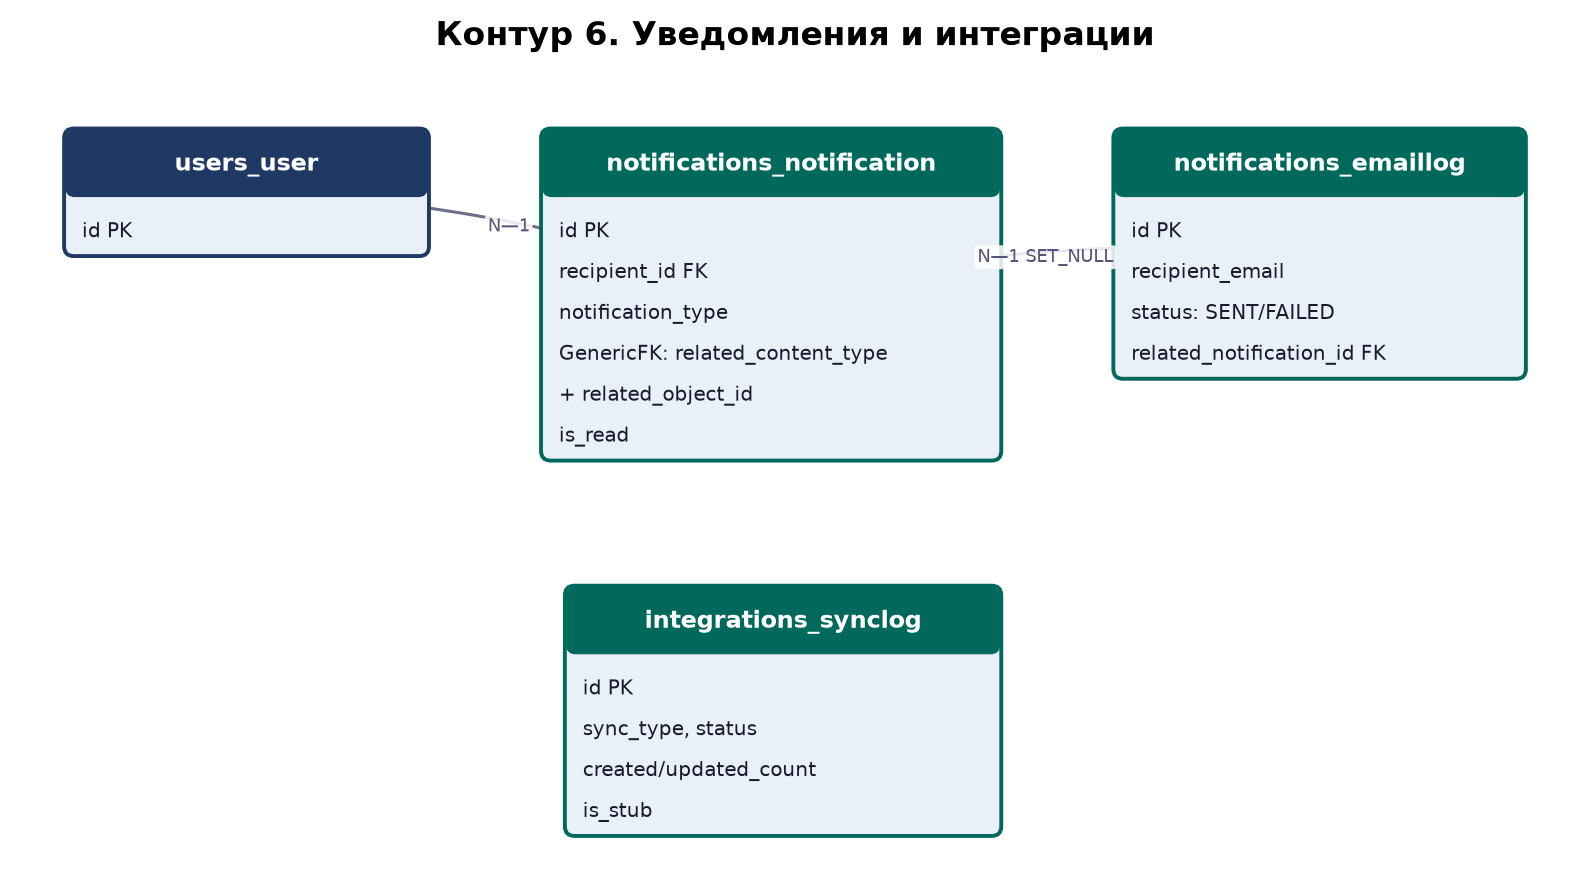 Контур 6. Уведомления и интеграции
users_user
id PK
N—1
notifications_notification
id PK
recipient_id FK
notification_type
GenericFK: related_content_type
+ related_object_id
is_read
N—1 SET_NULL
notifications_emaillog
id PK
recipient_email
status: SENT/FAILED
related_notification_id FK
integrations_synclog
id PK
sync_type, status
created/updated_count
is_stub